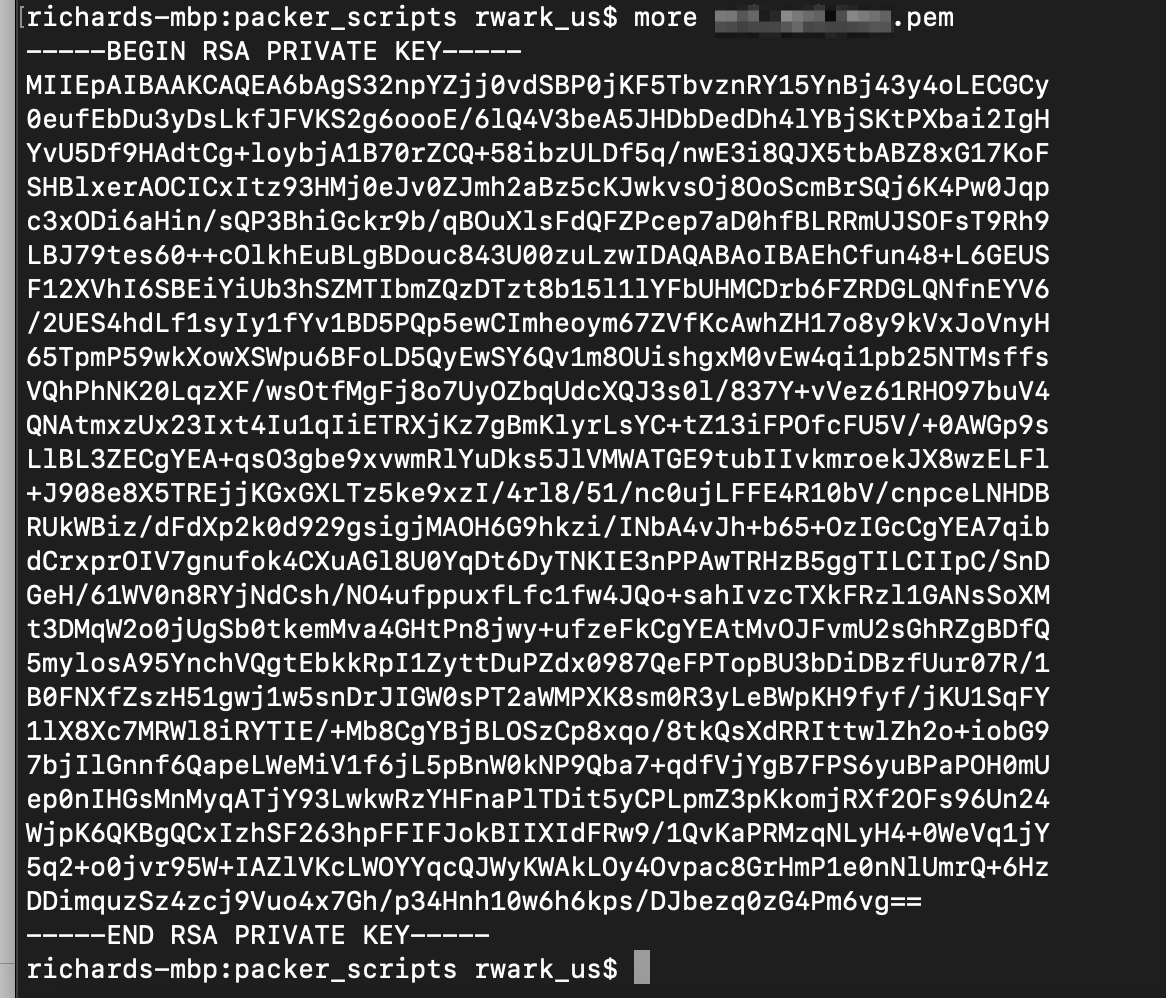 richards-mbp:packer_scripts rwark_us$ more .pem
-----BEGIN RSA PRIVATE KEY-----
MIIEpAIBAAKCAQEA6bAgS32npYZjj0vdSBP0jKF5TbvznRY15YnBj43y4oLECGCy
0eufEbDu3yDsLkfJFVKS2g6oooE/6lQ4V3beA5JHDbDedDh4lYBjSKtPXbai2IgH
YvU5Df9HAdtCg+loybjA1B70rZCQ+58ibzULDf5q/nwE3i8QJX5tbABZ8xG17KoF
SHBlxerAOCICxItz93HMj0eJv0ZJmh2aBz5cKJwkvsOj8OoScmBrSQj6K4Pw0Jqp
c3xODi6aHin/sQP3BhiGckr9b/qBOuXlsFdQFZPcep7aD0hfBLRRmUJSOFsT9Rh9
LBJ79tes60++cOlkhEuBLgBDouc843U00zuLzwIDAQABAoIBAEhCfun48+L6GEUS
F12XVhI6SBEiYiUb3hSZMTIbmZQzDTzt8b15l1lYFbUHMCDrb6FZRDGLQNfnEYV6
/2UES4hdLf1syIy1fYv1BD5PQp5ewCImheoym67ZVfKcAwhZH17o8y9kVxJoVnyH
65TpmP59wkXowXSWpu6BFoLD5QyEwSY6Qv1m8OUishgxM0vEw4qi1pb25NTMsffs
VQhPhNK20LqzXF/wsOtfMgFj8o7UyOZbqUdcXQJ3s0l/837Y+vVez61RHO97buV4
QNAtmxzUx23Ixt4Iu1qIiETRXjKz7gBmKlyrLsYC+tZ13iFPOfcFU5V/+0AWGp9s
LlBL3ZECgYEA+qsO3gbe9xvwmRlYuDks5JlVMWATGE9tubIIvkmroekJX8wzELFl
+J908e8X5TREjjKGxGXLTz5ke9xzI/4rl8/51/nc0ujLFFE4R10bV/cnpceLNHDB
RUkWBiz/dFdXp2k0d929gsigjMAOH6G9hkzi/INbA4vJh+b65+OzIGcCgYEA7qib
dCrxprOIV7gnufok4CXuAGl8U0YqDt6DyTNKIE3nPPAwTRHzB5ggTILCIIpC/SnD
GeH/61WV0n8RYjNdCsh/NO4ufppuxfLfc1fw4JQo+sahIvzcTXkFRzl1GANsSoXM
t3DMqW2o0jUgSb0tkemMva4GHtPn8jwy+ufzeFkCgYEAtMvOJFvmU2sGhRZgBDfQ
5mylosA95YnchVQgtEbkkRpI1ZyttDuPZdx0987QeFPTopBU3bDiDBzfUur07R/1
B0FNXfZszH51gwj1w5snDrJIGW0sPT2aWMPXK8sm0R3yLeBWpKH9fyf/jKU1SqFY
1lX8Xc7MRWl8iRYTIE/+Mb8CgYBjBLOSzCp8xqo/8tkQsXdRRIttwlZh2o+iobG9
7bjIlGnnf6QapeLWeMiV1f6jL5pBnW0kNP9Qba7+qdfVjYgB7FPS6yuBPaPOH0mU
ep0nIHGsMnMyqATjY93LwkwRzYHFnaPlTDit5yCPLpmZ3pKkomjRXf2OFs96Un24
WjpK6QKBgQCxIzhSF263hpFFIFJokBIIXIdFRw9/1QvKaPRMzqNLyH4+0WeVq1jY
5q2+o0jvr95W+IAZlVKcLWOYYqcQJWyKWAkLOy4Ovpac8GrHmP1e0nNlUmrQ+6Hz
DDimquzSz4zcj9Vuo4x7Gh/p34Hnh10w6h6kps/DJbezq0zG4Pm6vg==
-----END RSA PRIVATE KEY-----
richards-mbp:packer_scripts rwark_us$